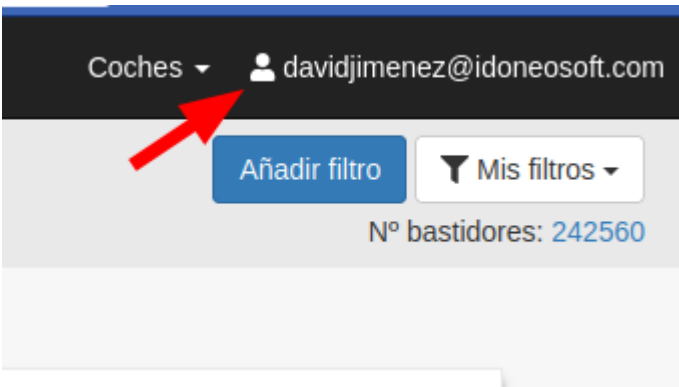 Coches davidjimenez@idoneosoft.com
Añadir filtro Mis filtros
Nº bastidores: 242560